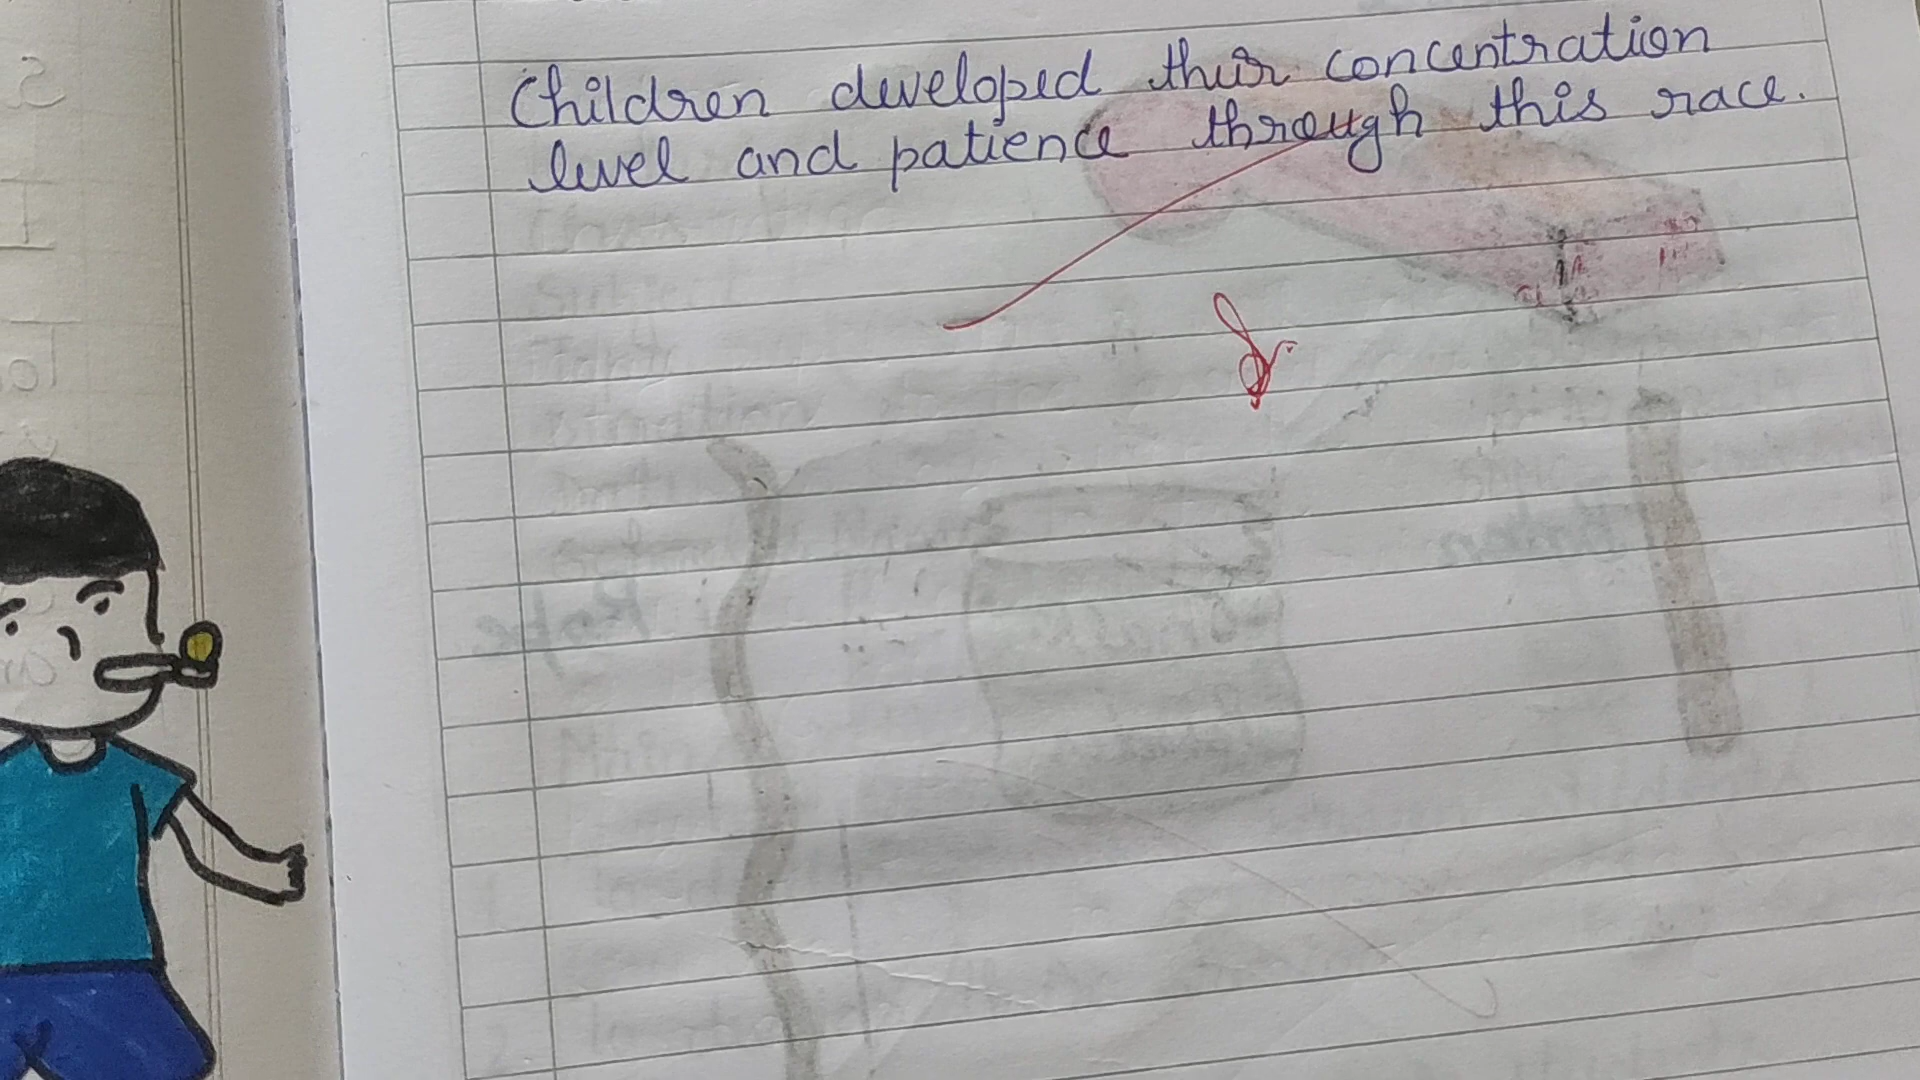 Children developed their concentration
level and patience through this race.